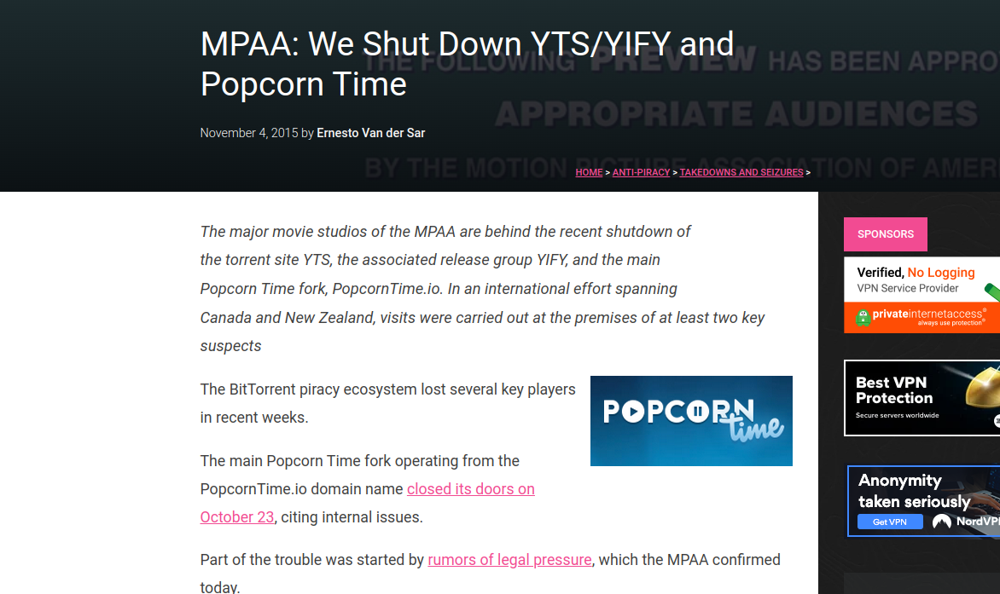 MPAA: We Shut Down YTS/YIFY and
Popcorn Time
THE FOLLOWING PREVIEW HAS BEEN APPRO
APPROPRIATE AUDIENCES
BY THE MOTION PICTURE ASSOCIATION OF AMER
November 4, 2015 by Ernesto Van der Sar
HOME > ANTI-PIRACY > TAKEDOWNS AND SEIZURES >
The major movie studios of the MPAA are behind the recent shutdown of
the torrent site YTS, the associated release group YIFY, and the main
Popcorn Time fork, PopcornTime.io. In an international effort spanning
Canada and New Zealand, visits were carried out at the premises of at least two key
suspects
The BitTorrent piracy ecosystem lost several key players
in recent weeks.
POPCORN
time
The main Popcorn Time fork operating from the
PopcornTime.io domain name closed its doors on
October 23, citing internal issues.
Part of the trouble was started by rumors of legal pressure, which the MPAA confirmed
today.
SPONSORS
Verified, No Logging
VPN Service Provider
privateinternetaccess®
always use protection®
Best VPN
Protection
Secure servers worldwide
Anonymity
taken seriously
Get VPN
NordVP